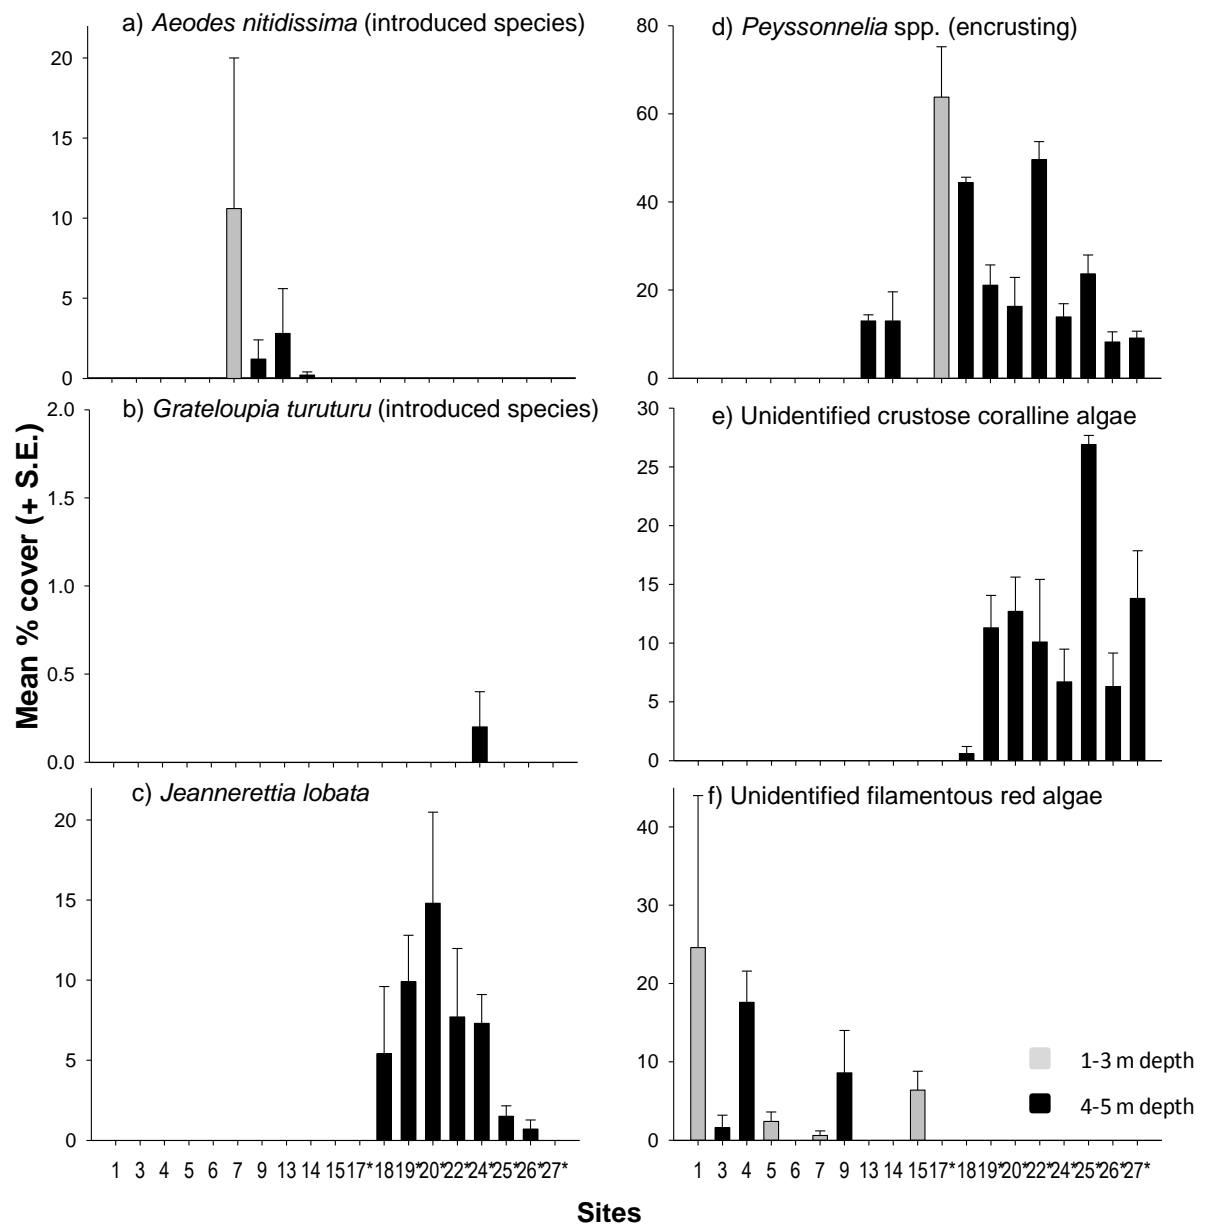 a) Aeodes nitidissima (introduced species)
20
15
10
5
0
b) Grateloupia turuturu (introduced species)
2.0
1.5
1.0
0.5
0.0
c) Jeannerettia lobata
20
15
10
5
0
1 3 4 5 6 7 9 13 14 15 17* 18 19* 20* 22* 24* 25* 26* 27*
Mean % cover (+ S.E.)
d) Peyssonnelia spp. (encrusting)
80
60
40
20
0
e) Unidentified crustose coralline algae
30
25
20
15
10
5
0
f) Unidentified filamentous red algae
40
30
20
10
0
1-3 m depth
4-5 m depth
1 3 4 5 6 7 9 13 14 15 17* 18 19* 20* 22* 24* 25* 26* 27*
Sites